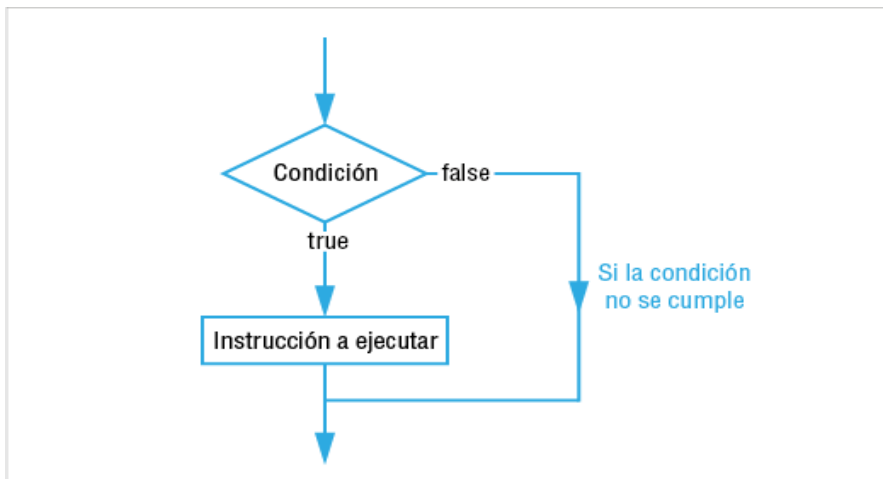 Condición
false
true
Si la condición
no se cumple
Instrucción a ejecutar